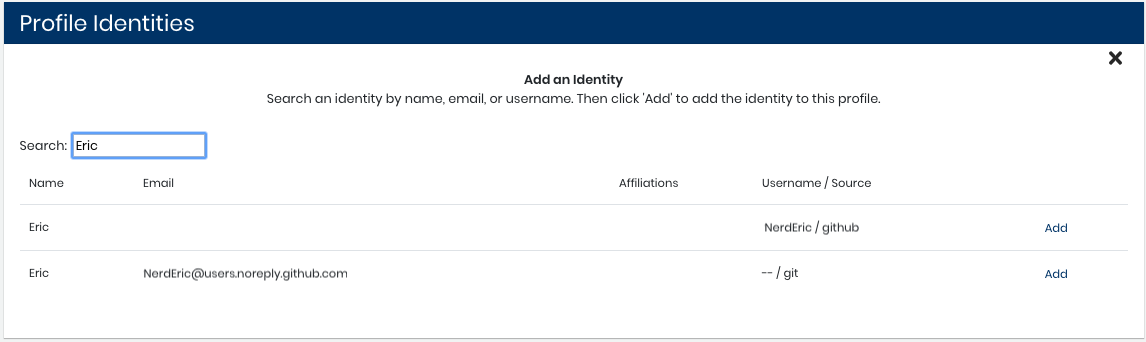 Profile Identities
Add an Identity
Search an identity by name, email, or username. Then click 'Add' to add the identity to this profile.
Search: Eric
Name Email Affiliations Username / Source
Eric NerdEric / github Add
Eric NerdEric@users.noreply.github.com -- / git Add